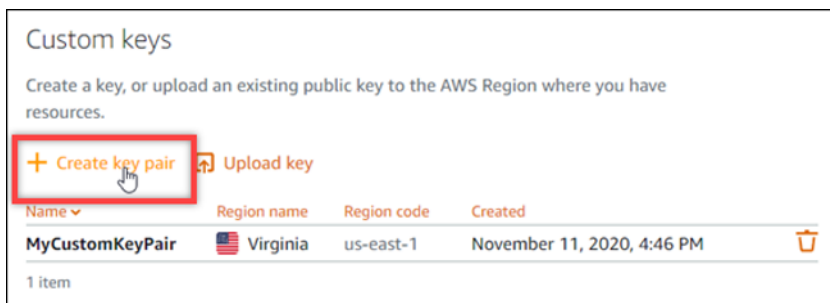 Custom keys
Create a key, or upload an existing public key to the AWS Region where you have
resources.
+ Create key pair Upload key
Name Region name Region code Created
MyCustomKeyPair Virginia us-east-1 November 11, 2020, 4:46 PM
1 item